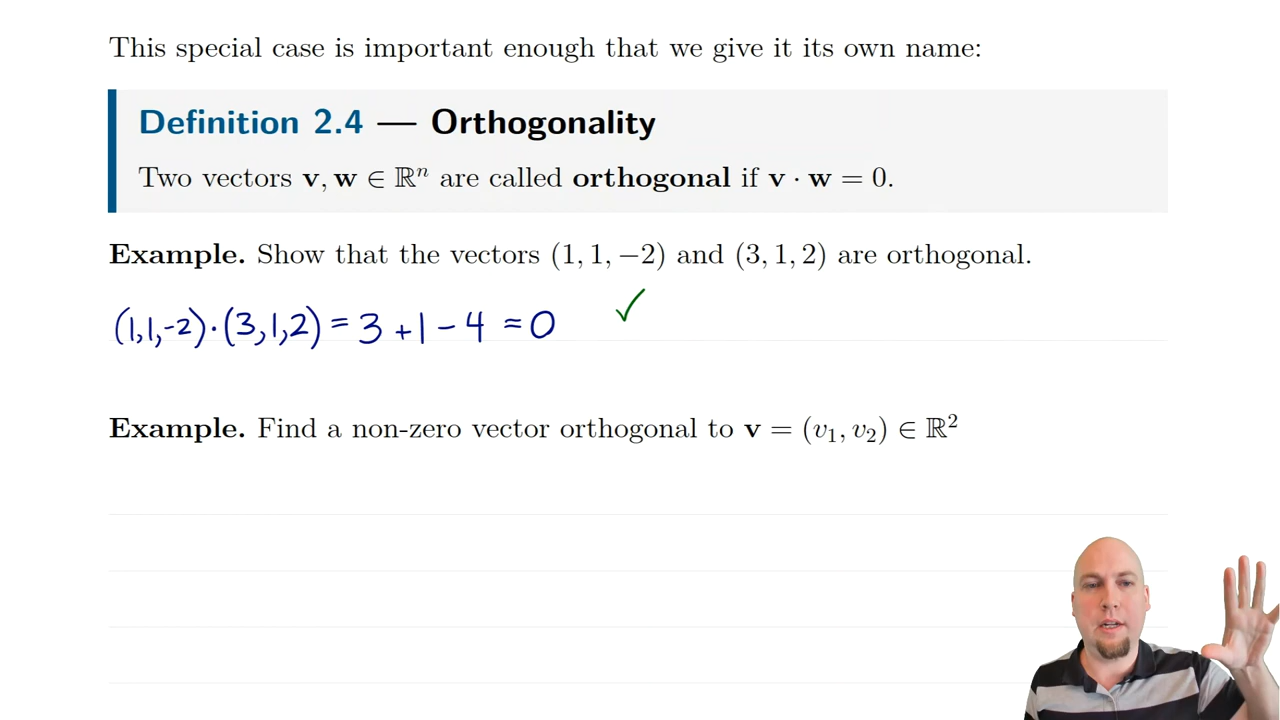 This special case is important enough that we give it its own name:
Definition 2.4 — Orthogonality
Two vectors v, w ∈ ℝⁿ are called orthogonal if v · w = 0.
Example. Show that the vectors (1, 1, −2) and (3, 1, 2) are orthogonal.
(1,1,-2)·(3,1,2) = 3 + 1 − 4 = 0 ✓
Example. Find a non-zero vector orthogonal to v = (v₁, v₂) ∈ ℝ²